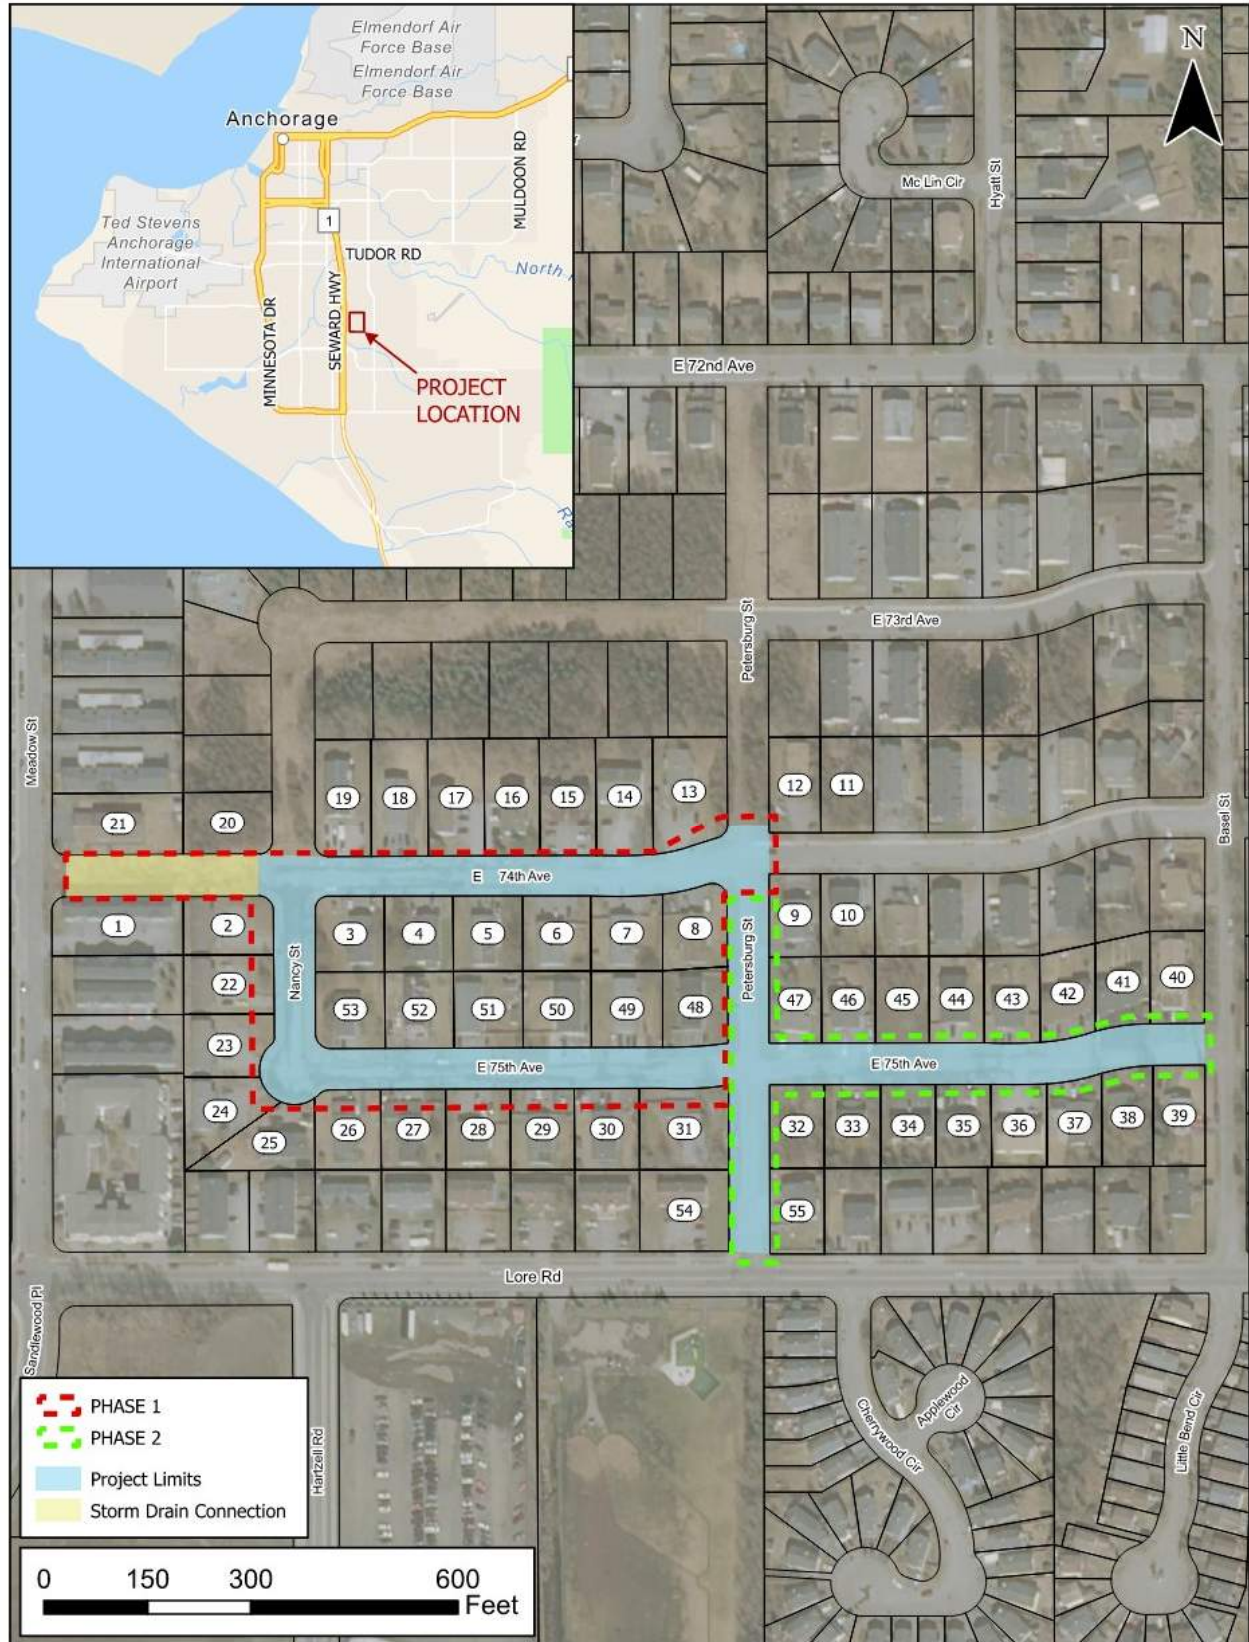 Elmendorf Air
Force Base
Elmendorf Air
Force Base
Anchorage
MULDOON RD
Ted Stevens
Anchorage
International
Airport
1
TUDOR RD
North
MINNESOTA DR
SEWARD HWY
PROJECT
LOCATION
N
Mc Lin Clr
Hyatt St
E 72nd Ave
Petersburg St
E 73rd Ave
Meadow St
Basel St
19
18
17
16
15
14
13
12
11
21
20
E 74th Ave
1
2
3
4
5
6
7
8
9
10
Nancy St
Petersburg St
22
53
52
51
50
49
48
47
46
45
44
43
42
41
40
23
E 75th Ave
E 75th Ave
24
25
26
27
28
29
30
31
32
33
34
35
36
37
38
39
54
55
Lore Rd
Sandlewood Pl
Hartzell Rd
Cherrywood Cir
Applewood
Cir
Little Bend Cir
PHASE 1
PHASE 2
Project Limits
Storm Drain Connection
0 150 300 600
Feet